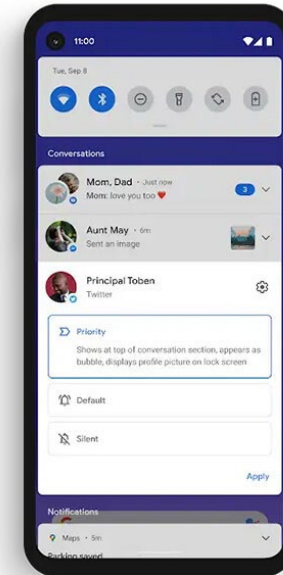 11:00
Tue, Sep 8
Conversations
Mom, Dad · Just now
Mom: love you too ❤
3
Aunt May · 6m
Sent an image
Principal Toben
Twitter
Priority
Shows at top of conversation section, appears as
bubble, displays profile picture on lock screen
Default
Silent
Apply
Notifications
Maps · 5m
Parking saved